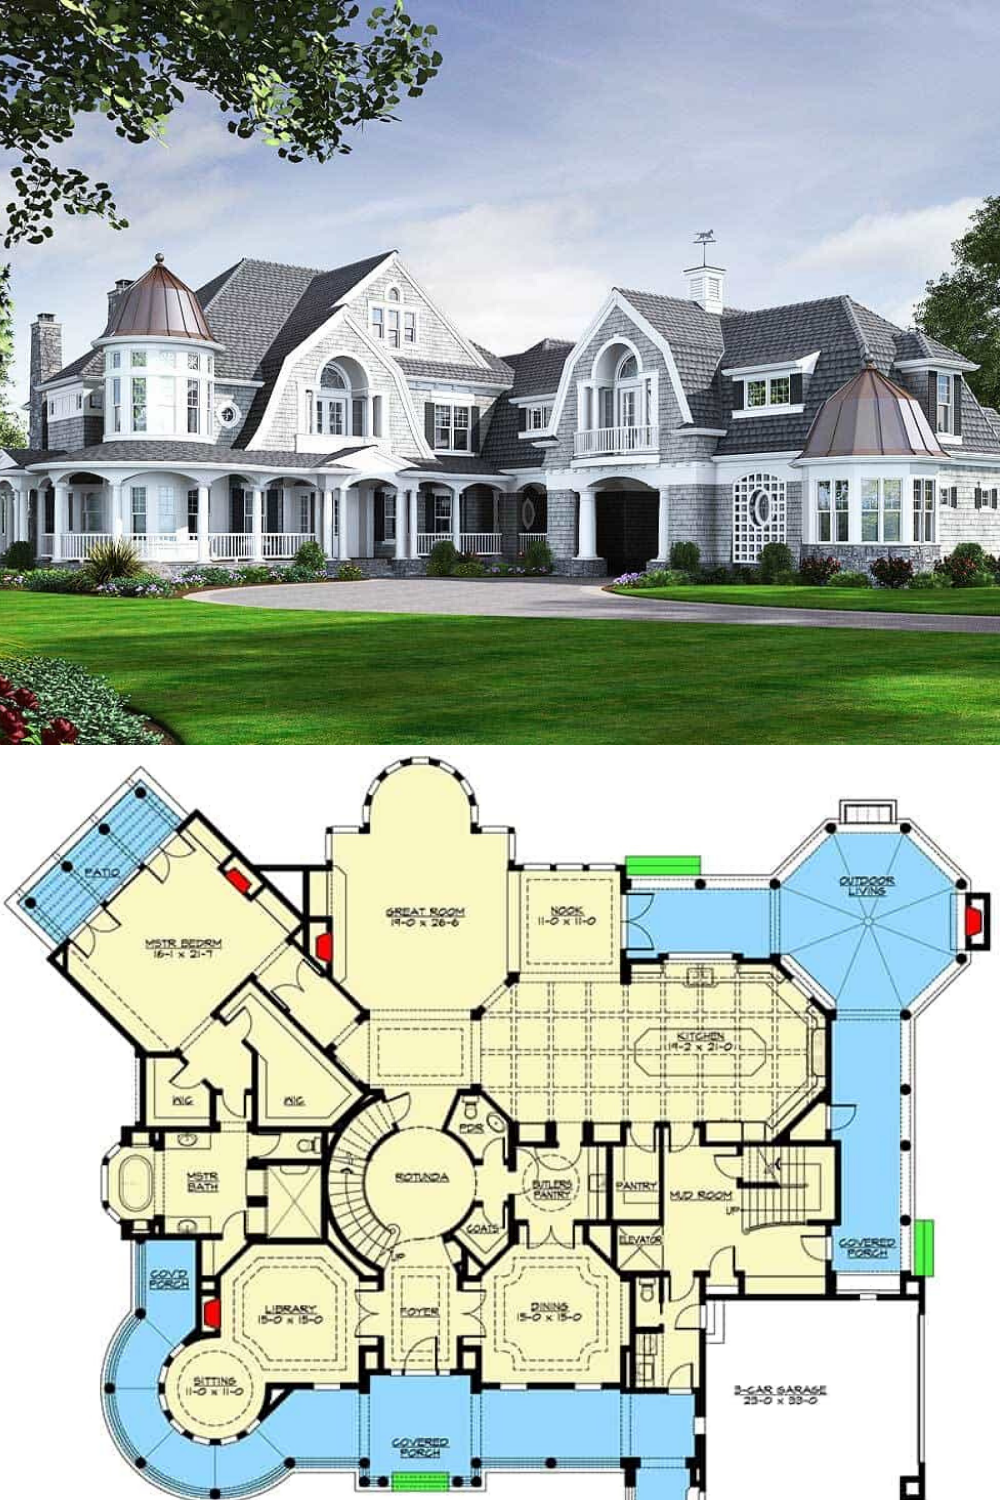 PATIO
MSTR BEDRM
16-1 x 21-7
GREAT ROOM
19-0 x 26-6
NOOK
11-0 x 11-0
OUTDOOR
LIVING
KITCHEN
19-2 x 21-0
WIC
WIC
PDR
MSTR
BATH
ROTUNDA
BUTLERS
PANTRY
PANTRY
MUD ROOM
UP
COATS
ELEVATOR
COVERED
PORCH
UP
COV'D
PORCH
LIBRARY
15-0 x 15-0
FOYER
DINING
15-0 x 15-0
SITTING
11-0 x 11-0
3-CAR GARAGE
23-0 x 33-0
COVERED
PORCH